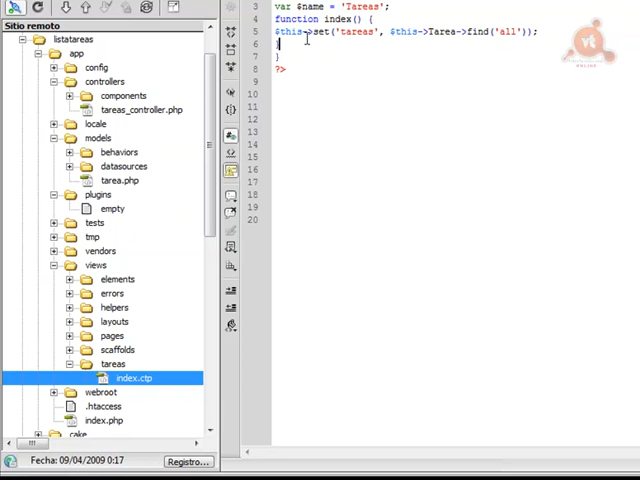 Sitio remoto
listatareas
app
config
controllers
components
tareas_controller.php
locale
models
behaviors
datasources
tarea.php
plugins
empty
tests
tmp
vendors
views
elements
errors
helpers
layouts
pages
scaffolds
tareas
index.ctp
webroot
.htaccess
index.php
cake
Fecha: 09/04/2009 0:17
Registro...
3 var $name = 'Tareas';
4 function index() {
5 $this->set('tareas', $this->Tarea->find('all'));
6 }
7 }
8 ?>
9
10
11
12
13
14
15
16
17
18
19
20
vt
ONLINE